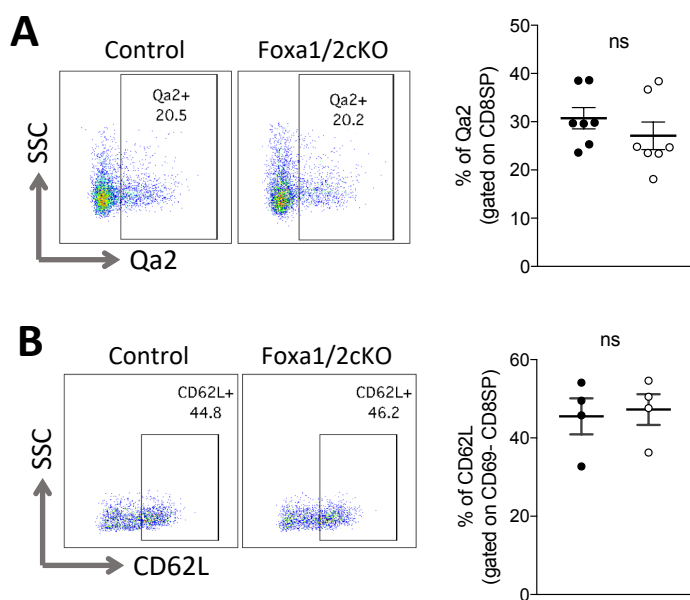 A
Control
Foxa1/2cKO
SSC
Qa2+
20.5
Qa2+
20.2
Qa2
% of Qa2
(gated on CD8SP)
50
40
30
20
10
0
ns
B
Control
Foxa1/2cKO
SSC
CD62L+
44.8
CD62L+
46.2
CD62L
% of CD62L
(gated on CD69- CD8SP)
60
40
20
0
ns